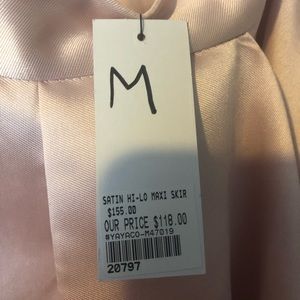 M
SATIN HI-LO MAXI SKIR
$155.00
OUR PRICE $118.00
#YAYACO-M47019
20797